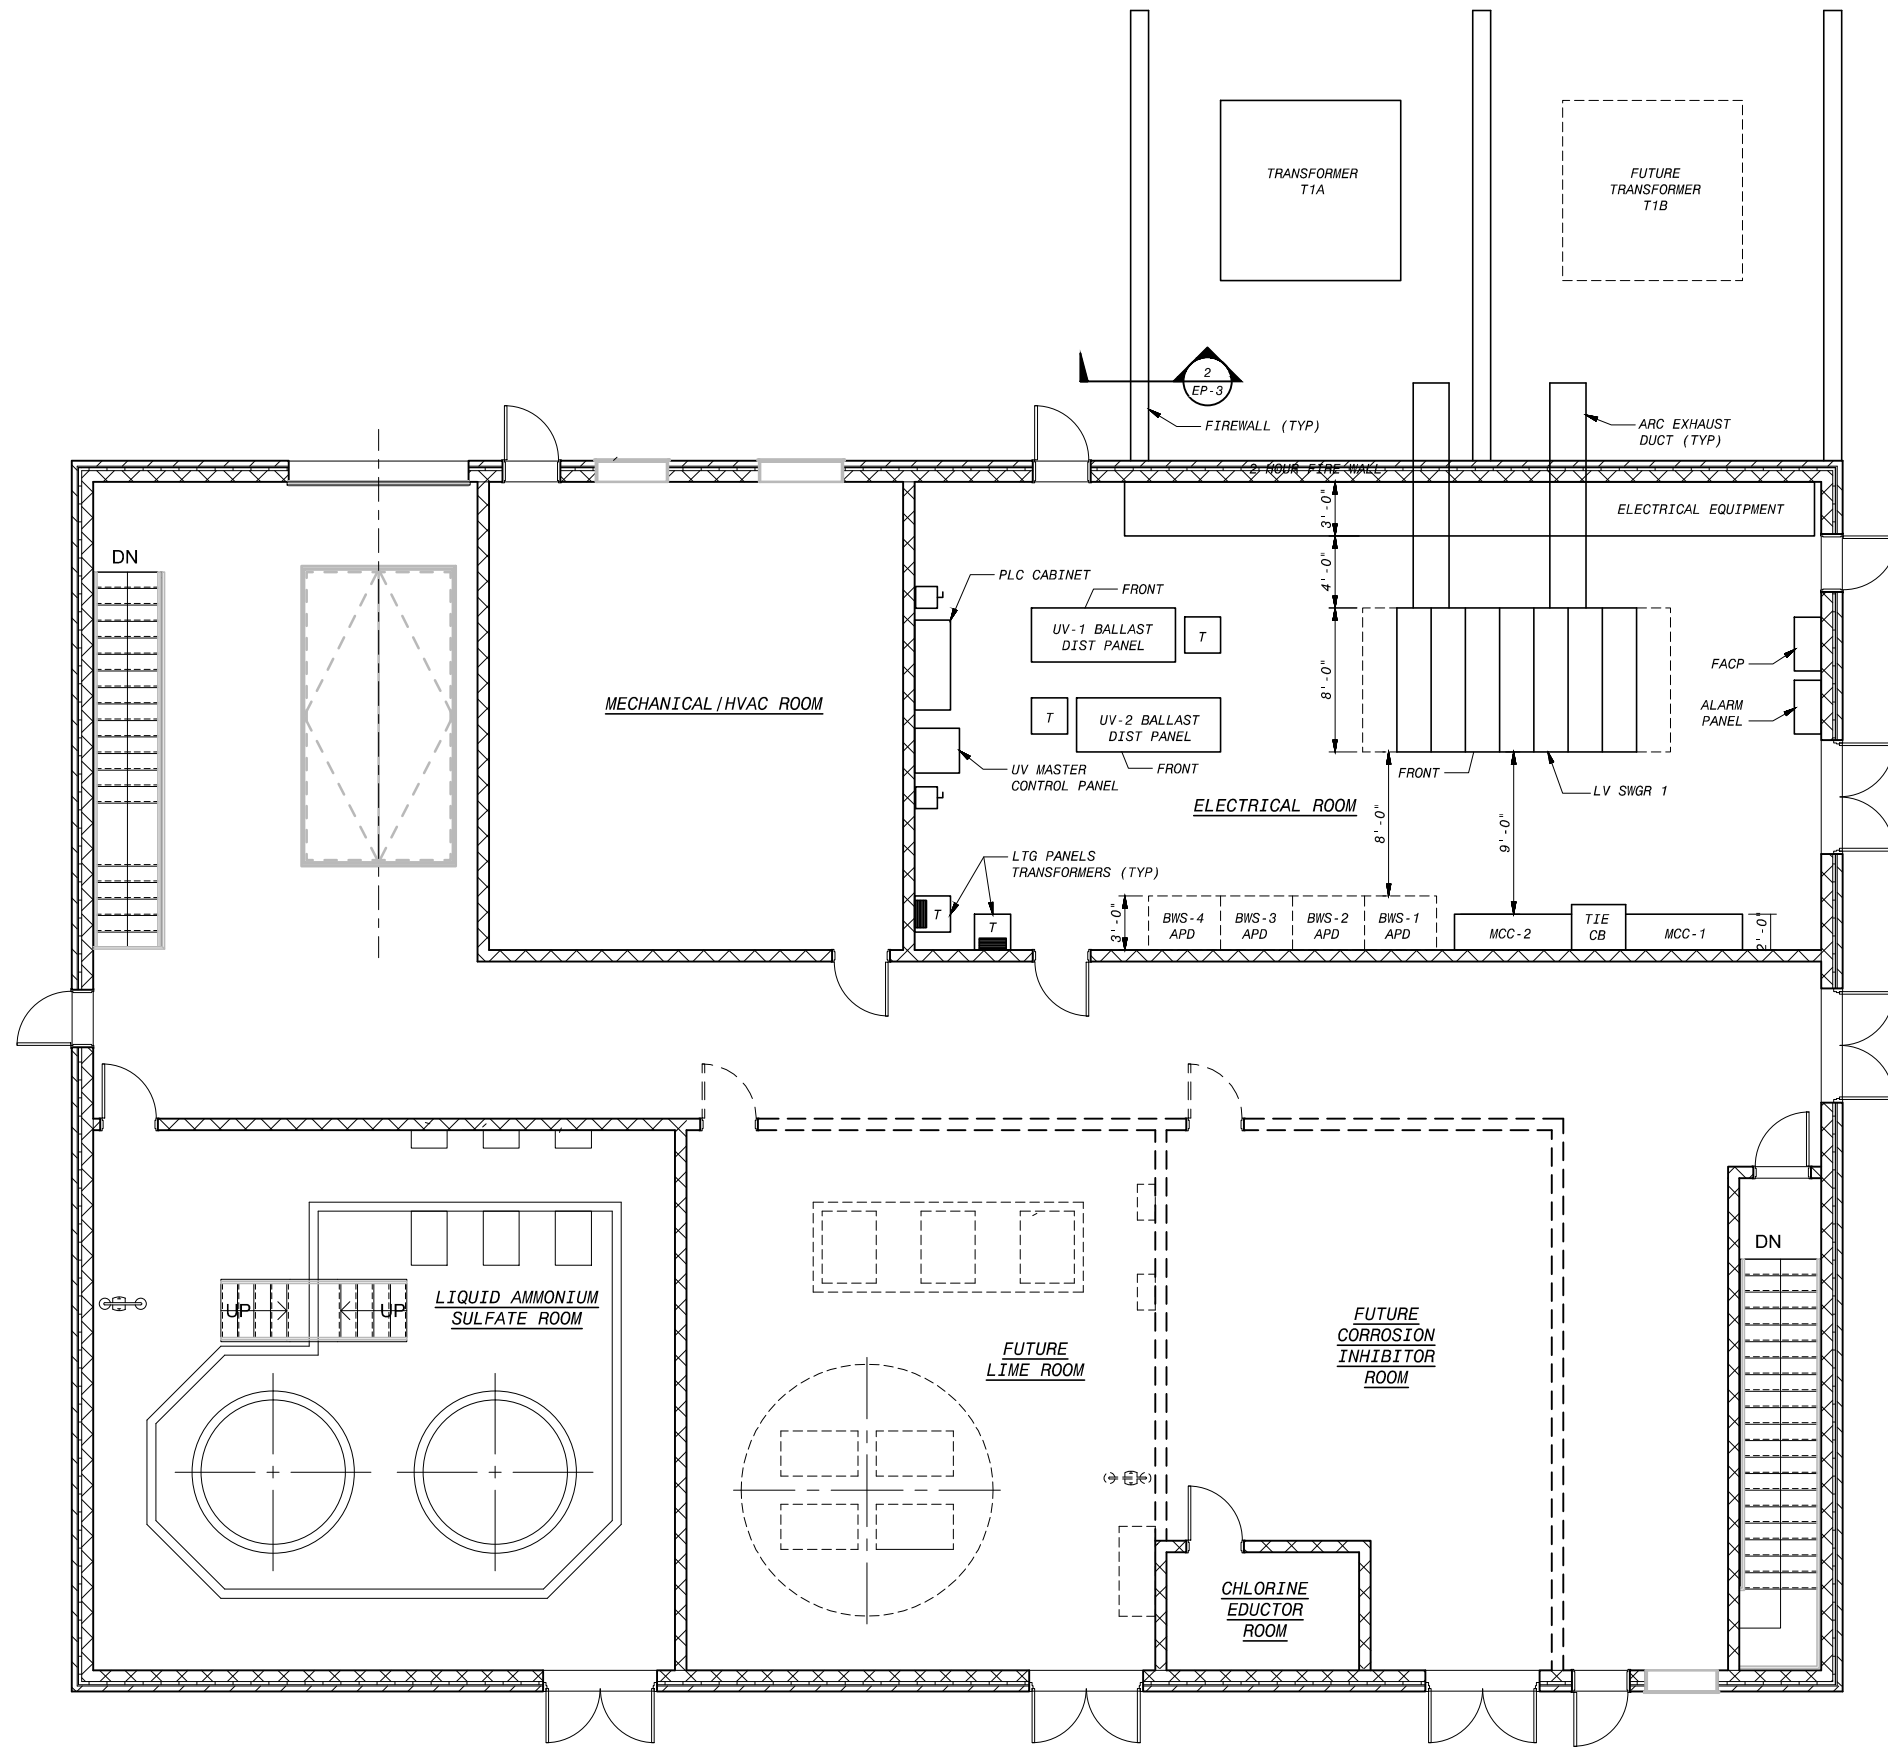 TRANSFORMER
T1A
FUTURE
TRANSFORMER
T1B
2
EP-3
FIREWALL (TYP)
ARC EXHAUST
DUCT (TYP)
2 HOUR FIRE WALL
3'-0"
ELECTRICAL EQUIPMENT
DN
4'-0"
PLC CABINET
FRONT
UV-1 BALLAST
DIST PANEL
T
8'-0"
FACP
MECHANICAL/HVAC ROOM
T
UV-2 BALLAST
DIST PANEL
ALARM
PANEL
FRONT
UV MASTER
CONTROL PANEL
FRONT
LV SWGR 1
ELECTRICAL ROOM
8'-0"
9'-0"
LTG PANELS
TRANSFORMERS (TYP)
T
T
3'-0"
BWS-4
APD
BWS-3
APD
BWS-2
APD
BWS-1
APD
MCC-2
TIE
CB
MCC-1
2'-0"
DN
UP
UP
LIQUID AMMONIUM
SULFATE ROOM
FUTURE
LIME ROOM
FUTURE
CORROSION
INHIBITOR
ROOM
CHLORINE
EDUCTOR
ROOM